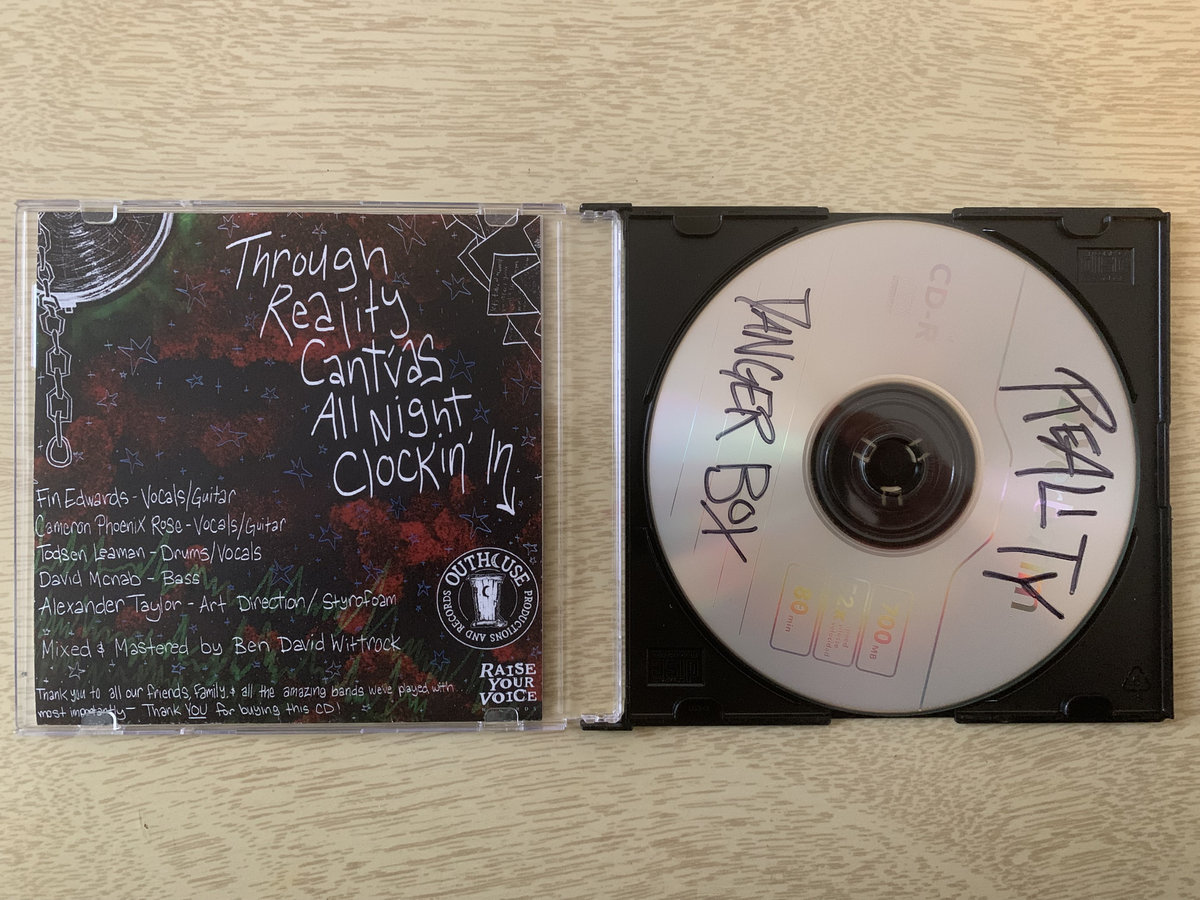 Through
Reality
Cantvas
All Night
Clockin' In
Fin Edwards - Vocals/Guitar
Cameron Phoenix Rose - Vocals/Guitar
Todsen Leaman - Drums/Vocals
David Mcnab - Bass
Alexander Taylor - Art Direction/Styrofoam
Mixed & Mastered by Ben David Wittrock
Thank you to all our friends, Family, & all the amazing bands we've played with...
most importantly - Thank YOU for buying this CD!
OUTHOUSE
PRODUCTIONS AND RECORDS
RAISE
YOUR
VOICE
REALITY
DANGER BOX
CD-R
700 MB
80 min